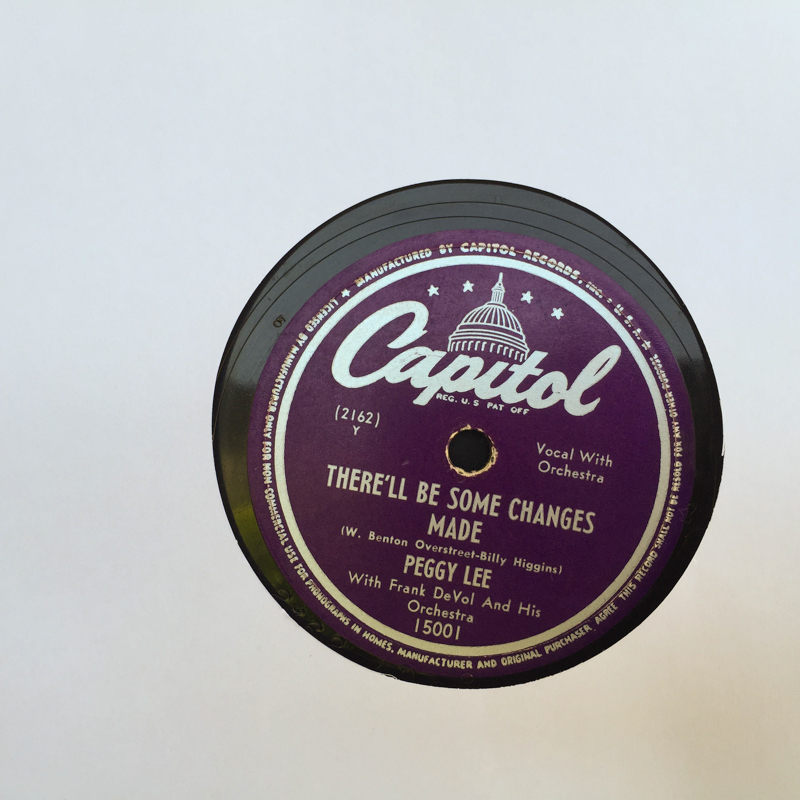 LICENSED BY MANUFACTURER ONLY FOR NON-COMMERCIAL USE FOR PHONOGRAPHS IN HOMES. MANUFACTURER AND ORIGINAL PURCHASER AGREE THIS RECORD SHALL NOT BE RESOLD FOR ANY OTHER PURPOSE ★ MANUFACTURED BY CAPITOL RECORDS, INC. • U. S. A. ★
Capitol
REG. U.S PAT OFF
(2162)
Y
Vocal With
Orchestra
THERE'LL BE SOME CHANGES
MADE
(W. Benton Overstreet-Billy Higgins)
PEGGY LEE
With Frank DeVol And His
Orchestra
15001